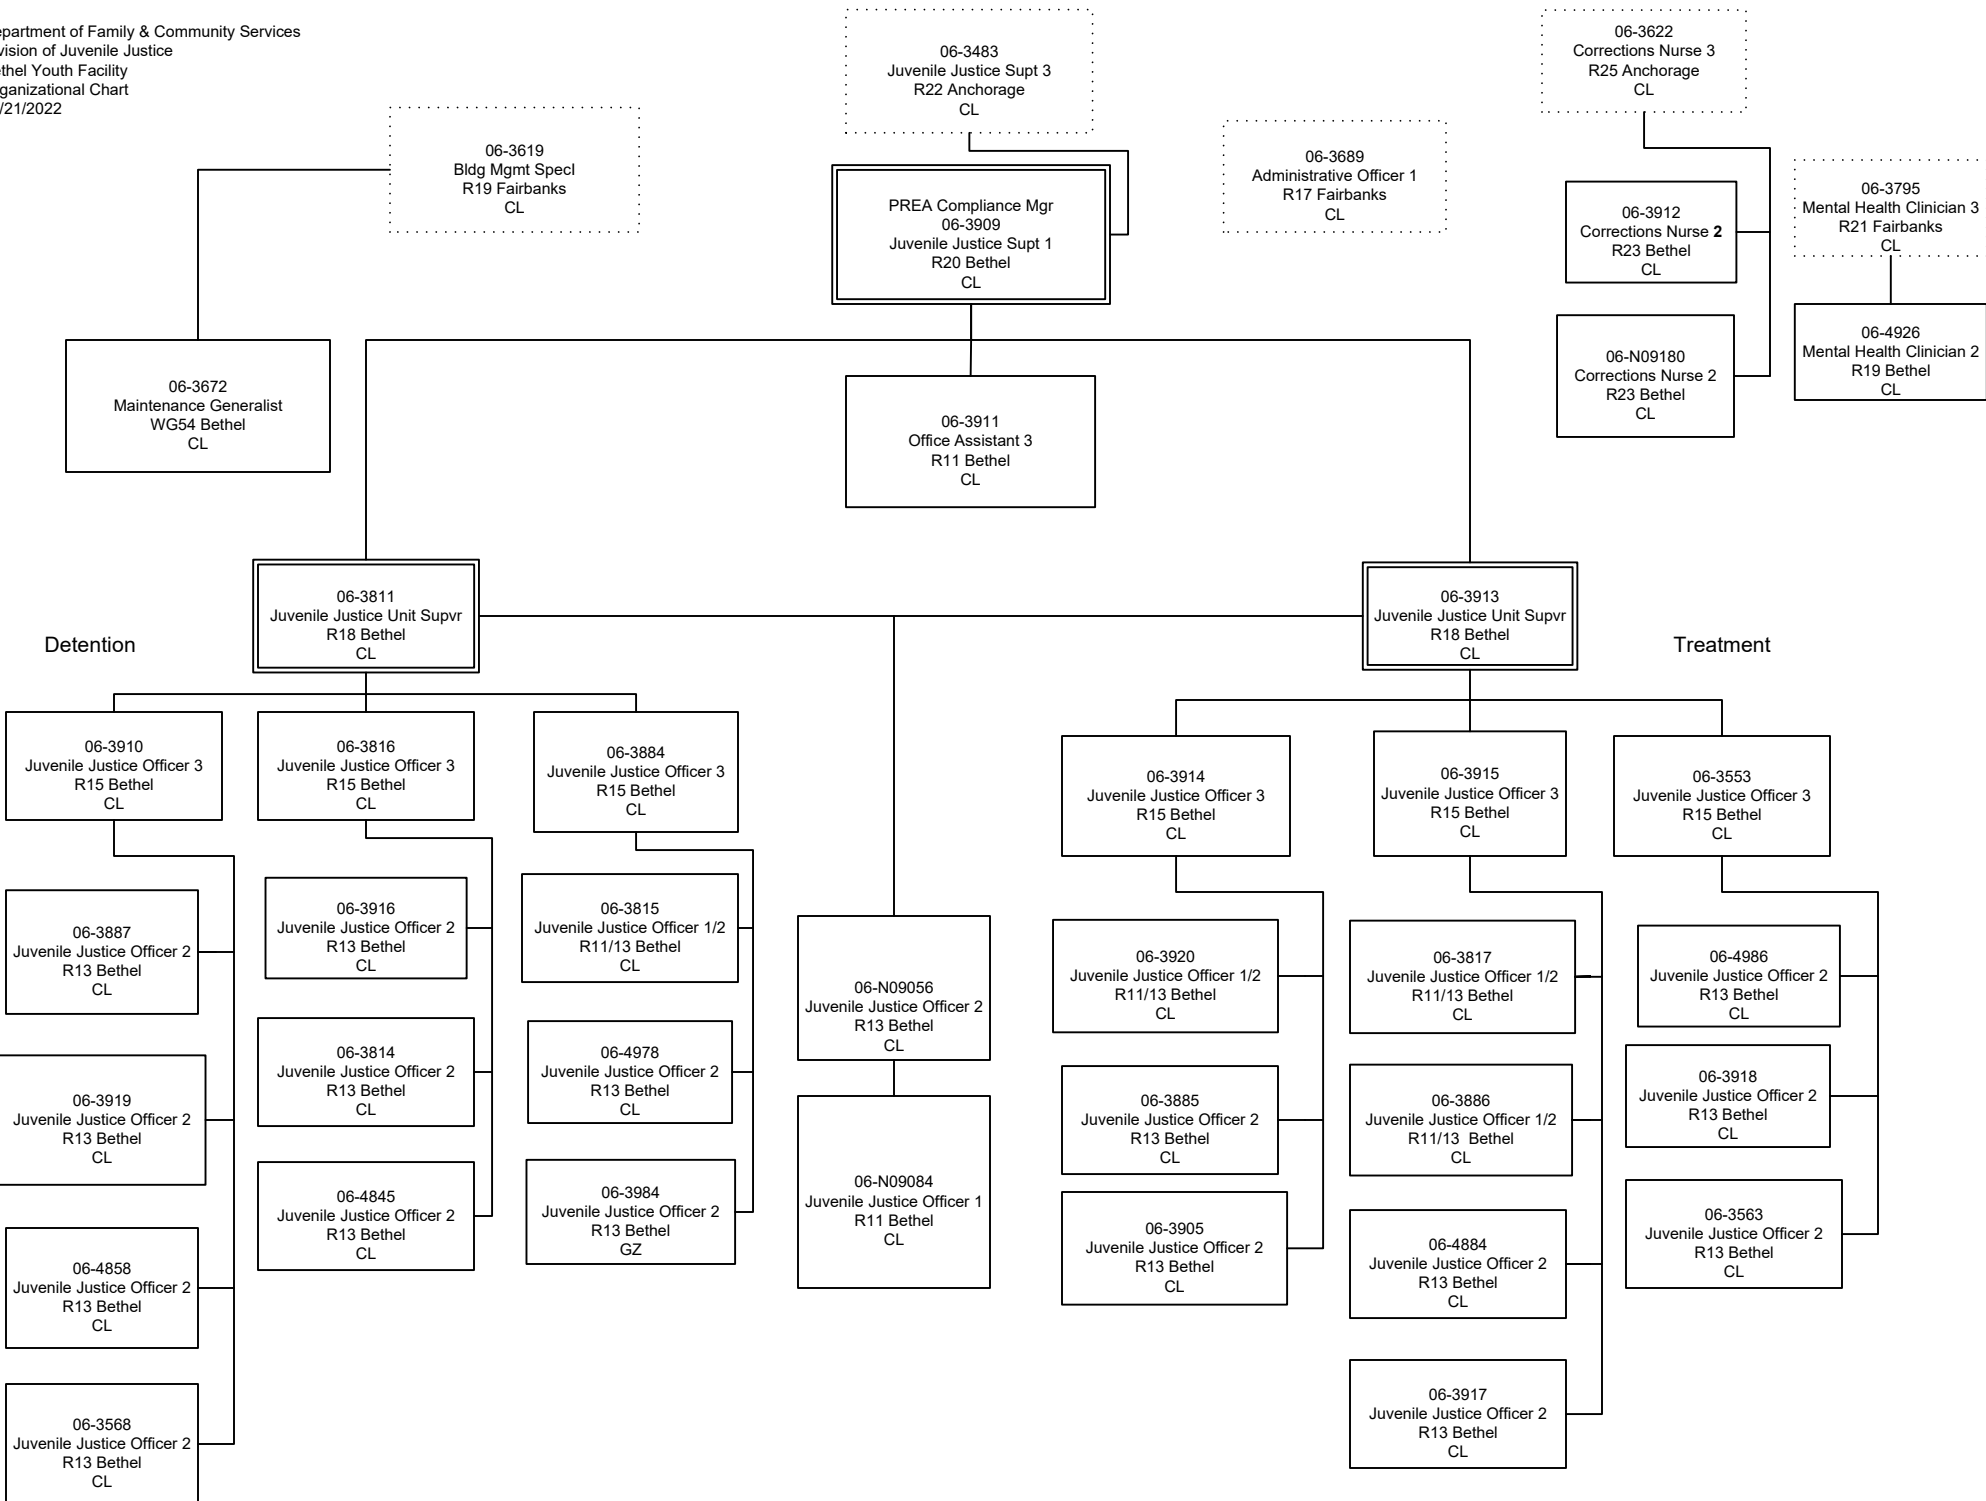 epartment of Family & Community Services
vision of Juvenile Justice
ethel Youth Facility
ganizational Chart
/21/2022
06-3483
Juvenile Justice Supt 3
R22 Anchorage
CL
06-3622
Corrections Nurse 3
R25 Anchorage
CL
06-3619
Bldg Mgmt Specl
R19 Fairbanks
CL
PREA Compliance Mgr
06-3909
Juvenile Justice Supt 1
R20 Bethel
CL
06-3689
Administrative Officer 1
R17 Fairbanks
CL
06-3912
Corrections Nurse 2
R23 Bethel
CL
06-3795
Mental Health Clinician 3
R21 Fairbanks
CL
06-3672
Maintenance Generalist
WG54 Bethel
CL
06-3911
Office Assistant 3
R11 Bethel
CL
06-N09180
Corrections Nurse 2
R23 Bethel
CL
06-4926
Mental Health Clinician 2
R19 Bethel
CL
Detention
06-3811
Juvenile Justice Unit Supvr
R18 Bethel
CL
06-3913
Juvenile Justice Unit Supvr
R18 Bethel
CL
Treatment
06-3910
Juvenile Justice Officer 3
R15 Bethel
CL
06-3816
Juvenile Justice Officer 3
R15 Bethel
CL
06-3884
Juvenile Justice Officer 3
R15 Bethel
CL
06-3914
Juvenile Justice Officer 3
R15 Bethel
CL
06-3915
Juvenile Justice Officer 3
R15 Bethel
CL
06-3553
Juvenile Justice Officer 3
R15 Bethel
CL
06-3887
Juvenile Justice Officer 2
R13 Bethel
CL
06-3916
Juvenile Justice Officer 2
R13 Bethel
CL
06-3815
Juvenile Justice Officer 1/2
R11/13 Bethel
CL
06-N09056
Juvenile Justice Officer 2
R13 Bethel
CL
06-3920
Juvenile Justice Officer 1/2
R11/13 Bethel
CL
06-3817
Juvenile Justice Officer 1/2
R11/13 Bethel
CL
06-4986
Juvenile Justice Officer 2
R13 Bethel
CL
06-3919
Juvenile Justice Officer 2
R13 Bethel
CL
06-3814
Juvenile Justice Officer 2
R13 Bethel
CL
06-4978
Juvenile Justice Officer 2
R13 Bethel
CL
06-3885
Juvenile Justice Officer 2
R13 Bethel
CL
06-3886
Juvenile Justice Officer 1/2
R11/13 Bethel
CL
06-3918
Juvenile Justice Officer 2
R13 Bethel
CL
06-4858
Juvenile Justice Officer 2
R13 Bethel
CL
06-4845
Juvenile Justice Officer 2
R13 Bethel
CL
06-3984
Juvenile Justice Officer 2
R13 Bethel
GZ
06-N09084
Juvenile Justice Officer 1
R11 Bethel
CL
06-3905
Juvenile Justice Officer 2
R13 Bethel
CL
06-4884
Juvenile Justice Officer 2
R13 Bethel
CL
06-3563
Juvenile Justice Officer 2
R13 Bethel
CL
06-3568
Juvenile Justice Officer 2
R13 Bethel
CL
06-3917
Juvenile Justice Officer 2
R13 Bethel
CL